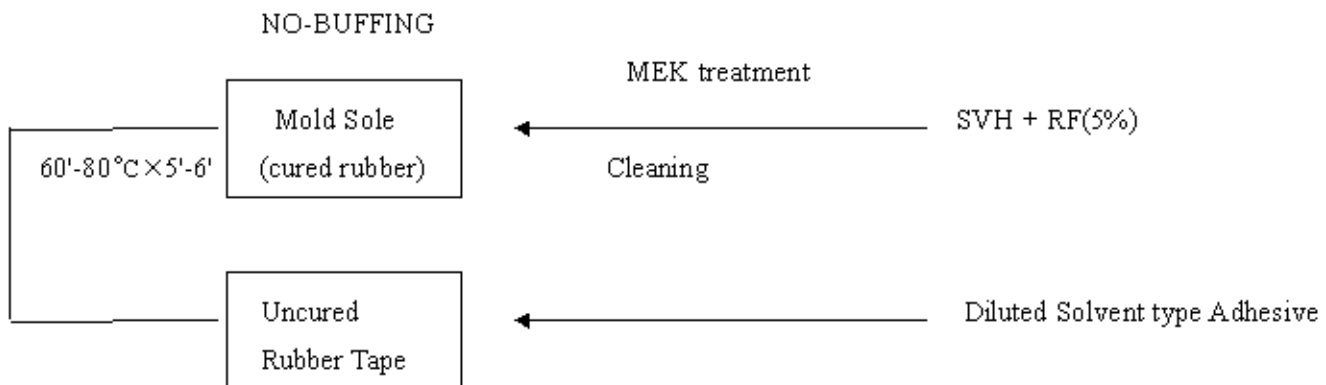 NO-BUFFING
MEK treatment
Mold Sole
SVH + RF(5%)
60'-80°C×5'-6'
(cured rubber)
Cleaning
Uncured
Diluted Solvent type Adhesive
Rubber Tape